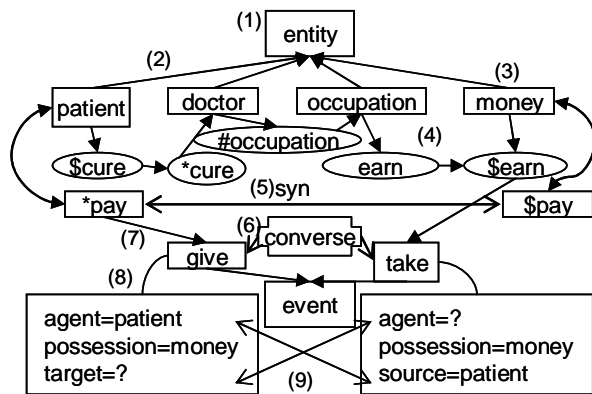 (1)
entity
(2)
(3)
patient
doctor
occupation
money
#occupation
(4)
$cure
*cure
earn
$earn
(5)syn
*pay
$pay
(6)
(7)
converse
give
take
(8)
event
agent=patient
possession=money
target=?
agent=?
possession=money
source=patient
(9)